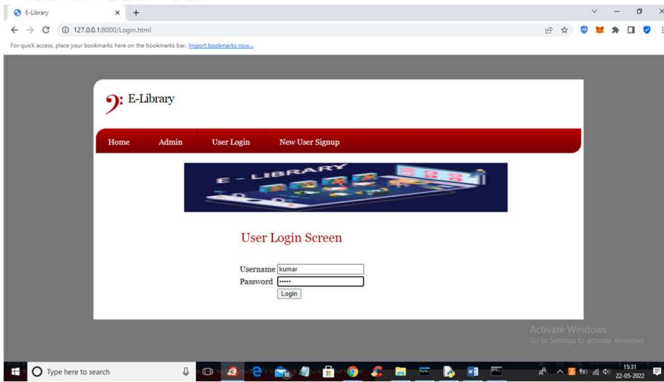 E-Library
127.0.0.1:8000/Login.html
For quick access, place your bookmarks here on the bookmarks bar. Import bookmarks now...
E-Library
Home Admin User Login New User Signup
E - LIBRARY
User Login Screen
Username kumar
Password •••••
Login
Activate Windows
Go to Settings to activate Windows.
Type here to search
15:31
22-05-2022